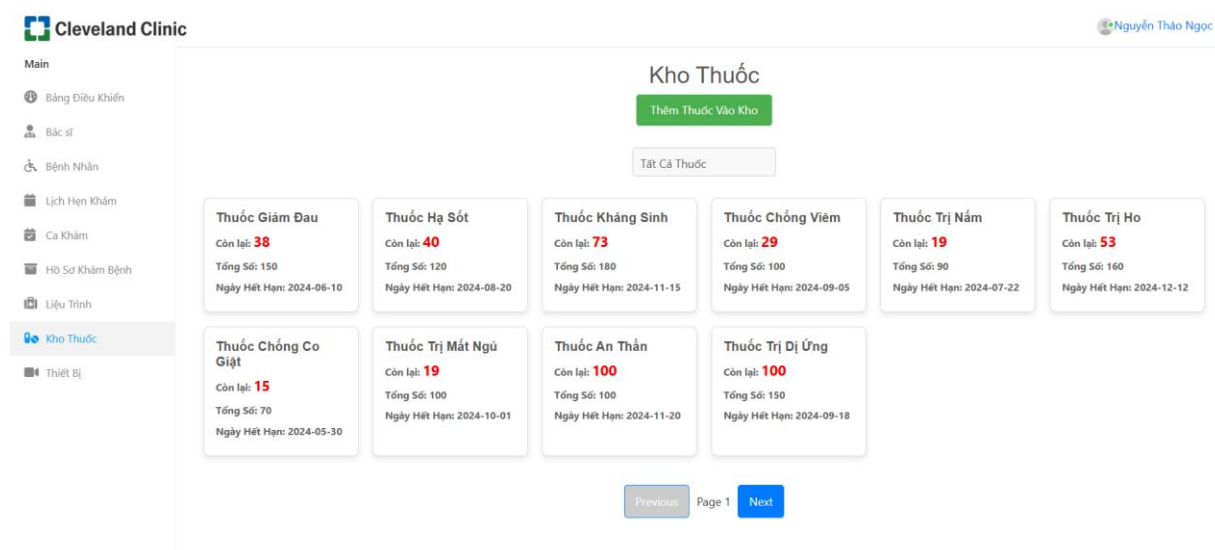 Cleveland Clinic
Nguyễn Thảo Ngọc
Main
Bảng Điều Khiển
Bác sĩ
Bệnh Nhân
Lịch Hẹn Khám
Ca Khám
Hồ Sơ Khám Bệnh
Liệu Trình
Kho Thuốc
Thiết Bị
Kho Thuốc
Thêm Thuốc Vào Kho
Tất Cả Thuốc
Thuốc Giảm Đau
Còn lại: 38
Tổng Số: 150
Ngày Hết Hạn: 2024-06-10
Thuốc Hạ Sốt
Còn lại: 40
Tổng Số: 120
Ngày Hết Hạn: 2024-08-20
Thuốc Kháng Sinh
Còn lại: 73
Tổng Số: 180
Ngày Hết Hạn: 2024-11-15
Thuốc Chống Viêm
Còn lại: 29
Tổng Số: 100
Ngày Hết Hạn: 2024-09-05
Thuốc Trị Nấm
Còn lại: 19
Tổng Số: 90
Ngày Hết Hạn: 2024-07-22
Thuốc Trị Ho
Còn lại: 53
Tổng Số: 160
Ngày Hết Hạn: 2024-12-12
Thuốc Chống Co
Giật
Còn lại: 15
Tổng Số: 70
Ngày Hết Hạn: 2024-05-30
Thuốc Trị Mất Ngủ
Còn lại: 19
Tổng Số: 100
Ngày Hết Hạn: 2024-10-01
Thuốc An Thần
Còn lại: 100
Tổng Số: 100
Ngày Hết Hạn: 2024-11-20
Thuốc Trị Dị Ứng
Còn lại: 100
Tổng Số: 150
Ngày Hết Hạn: 2024-09-18
Previous Page 1 Next